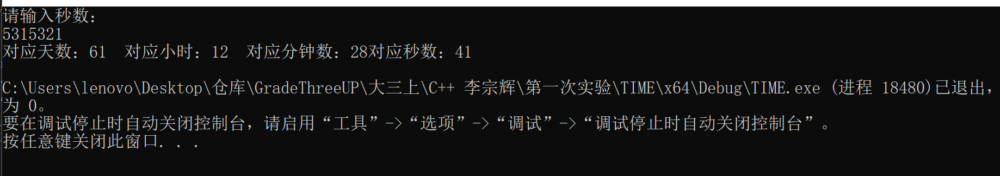 请输入秒数：
5315321
对应天数：61  对应小时：12  对应分钟数：28对应秒数：41
C:\Users\lenovo\Desktop\仓库\GradeThreeUP\大三上\C++ 李宗辉\第一次实验\TIME\x64\Debug\TIME.exe (进程 18480)已退出，
为 0。
要在调试停止时自动关闭控制台，请启用“工具”->“选项”->“调试”->“调试停止时自动关闭控制台”。
按任意键关闭此窗口. . .